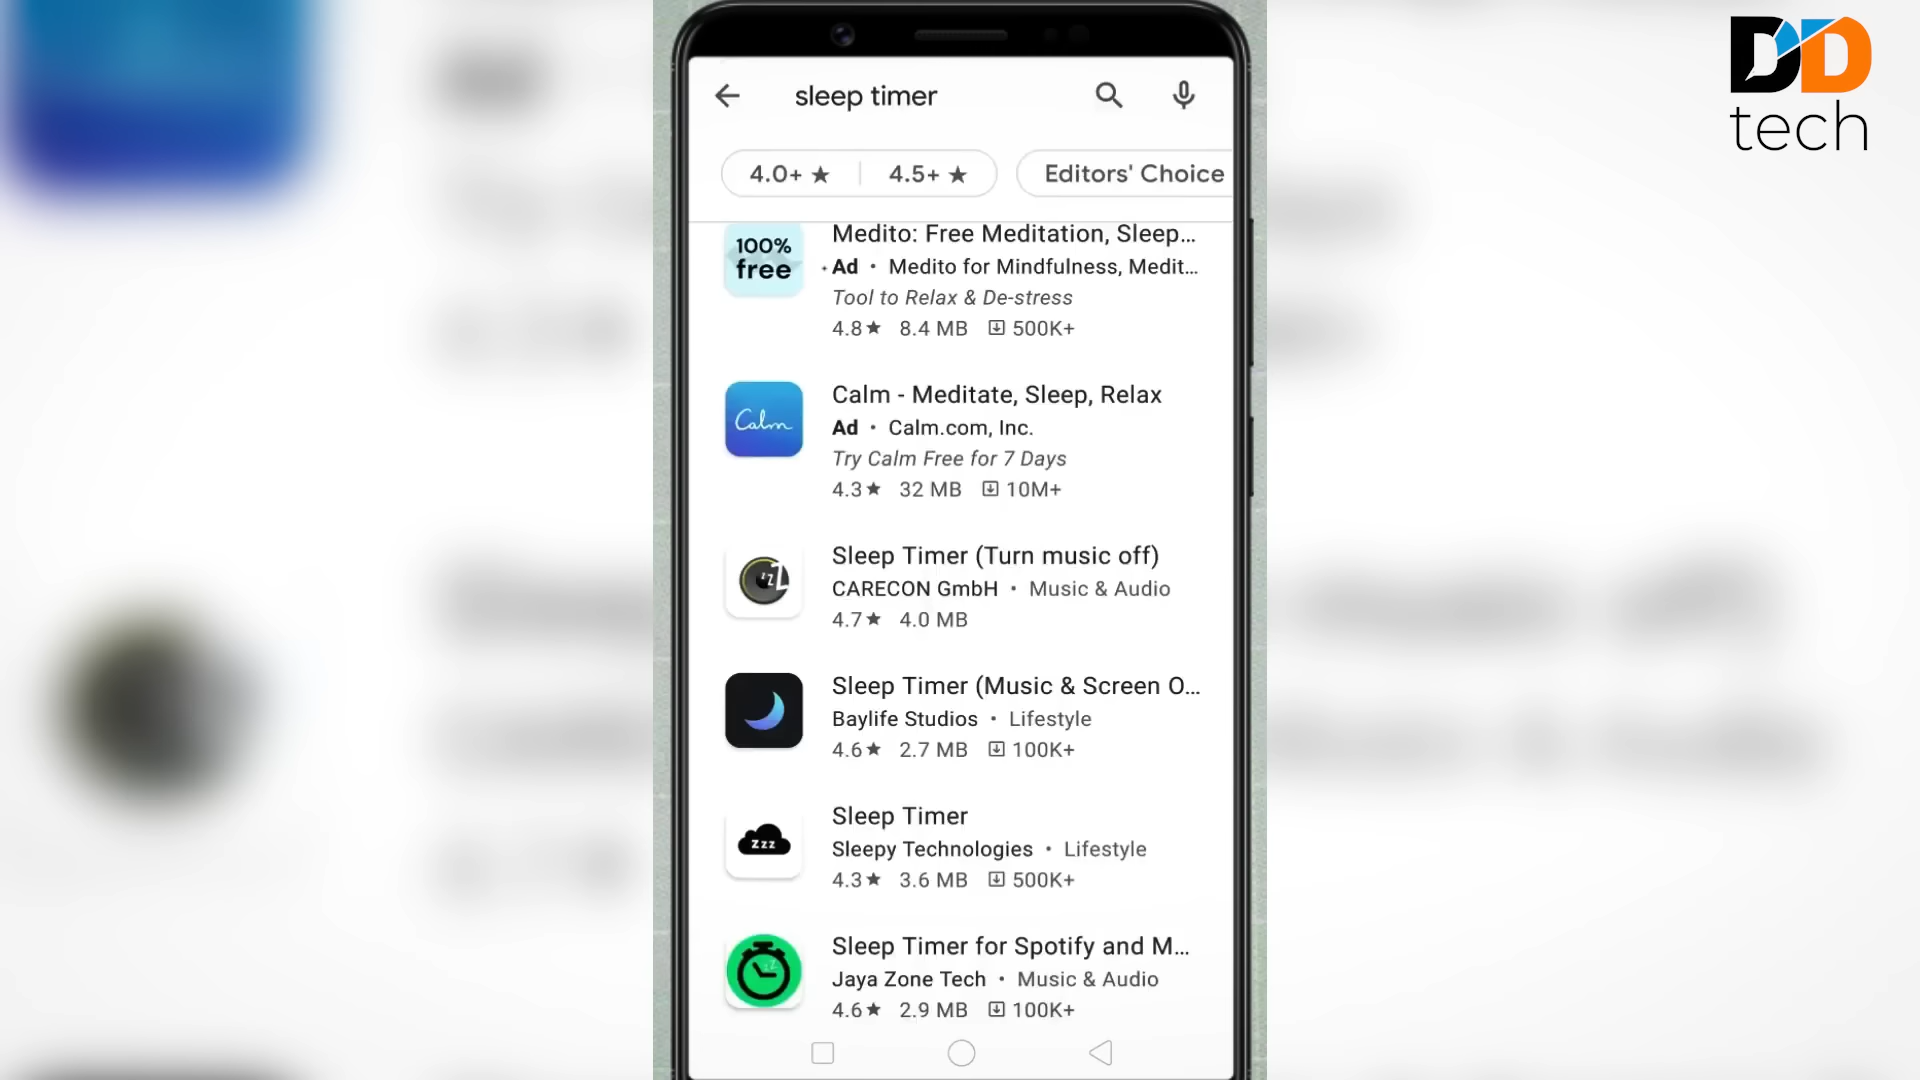 DD
tech
sleep timer
4.0+ ★ 4.5+ ★ Editors' Choice
100%
free
Medito: Free Meditation, Sleep...
Ad • Medito for Mindfulness, Medit...
Tool to Relax & De-stress
4.8★ 8.4 MB 500K+
Calm
Calm - Meditate, Sleep, Relax
Ad • Calm.com, Inc.
Try Calm Free for 7 Days
4.3★ 32 MB 10M+
zzZ
Sleep Timer (Turn music off)
CARECON GmbH • Music & Audio
4.7★ 4.0 MB
Sleep Timer (Music & Screen O...
Baylife Studios • Lifestyle
4.6★ 2.7 MB 100K+
zzz
Sleep Timer
Sleepy Technologies • Lifestyle
4.3★ 3.6 MB 500K+
Sleep Timer for Spotify and M...
Jaya Zone Tech • Music & Audio
4.6★ 2.9 MB 100K+